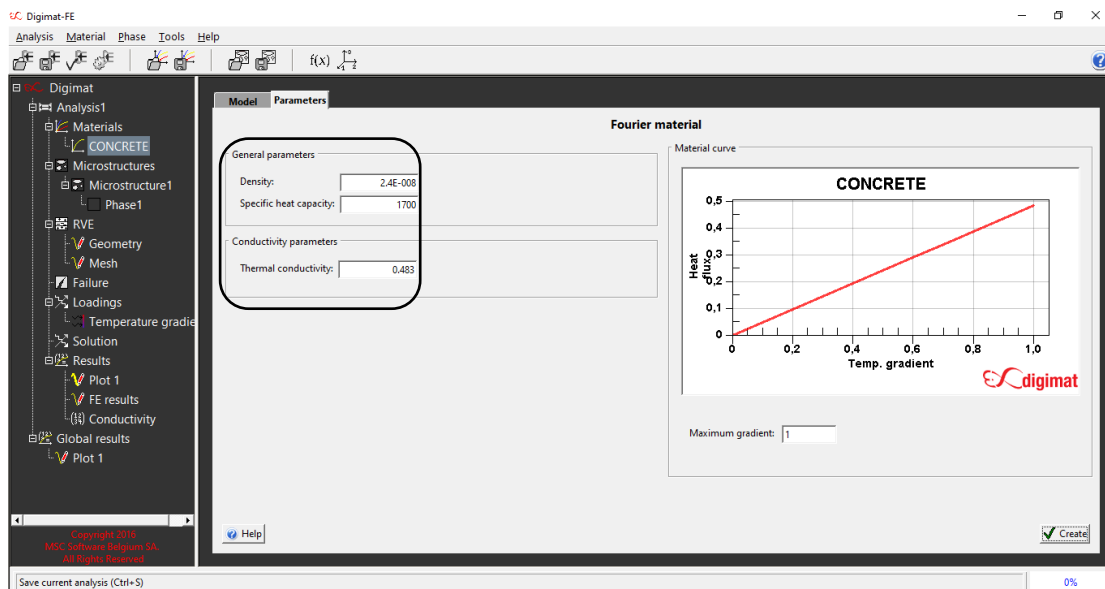 Digimat-FE
Analysis Material Phase Tools Help
f(x)
Digimat
Analysis1
Materials
CONCRETE
Microstructures
Microstructure1
Phase1
RVE
Geometry
Mesh
Failure
Loadings
Temperature gradie
Solution
Results
Plot 1
FE results
Conductivity
Global results
Plot 1
Copyright 2016
MSC Software Belgium SA.
All Rights Reserved
Model Parameters
Fourier material
General parameters
Density: 2.4E-008
Specific heat capacity: 1700
Conductivity parameters
Thermal conductivity: 0.483
Material curve
CONCRETE
0,5
0,4
0,3
0,2
0,1
0
Heat
flux
0 0,2 0,4 0,6 0,8 1,0
Temp. gradient
digimat
Maximum gradient: 1
Help
Create
Save current analysis (Ctrl+S)
0%